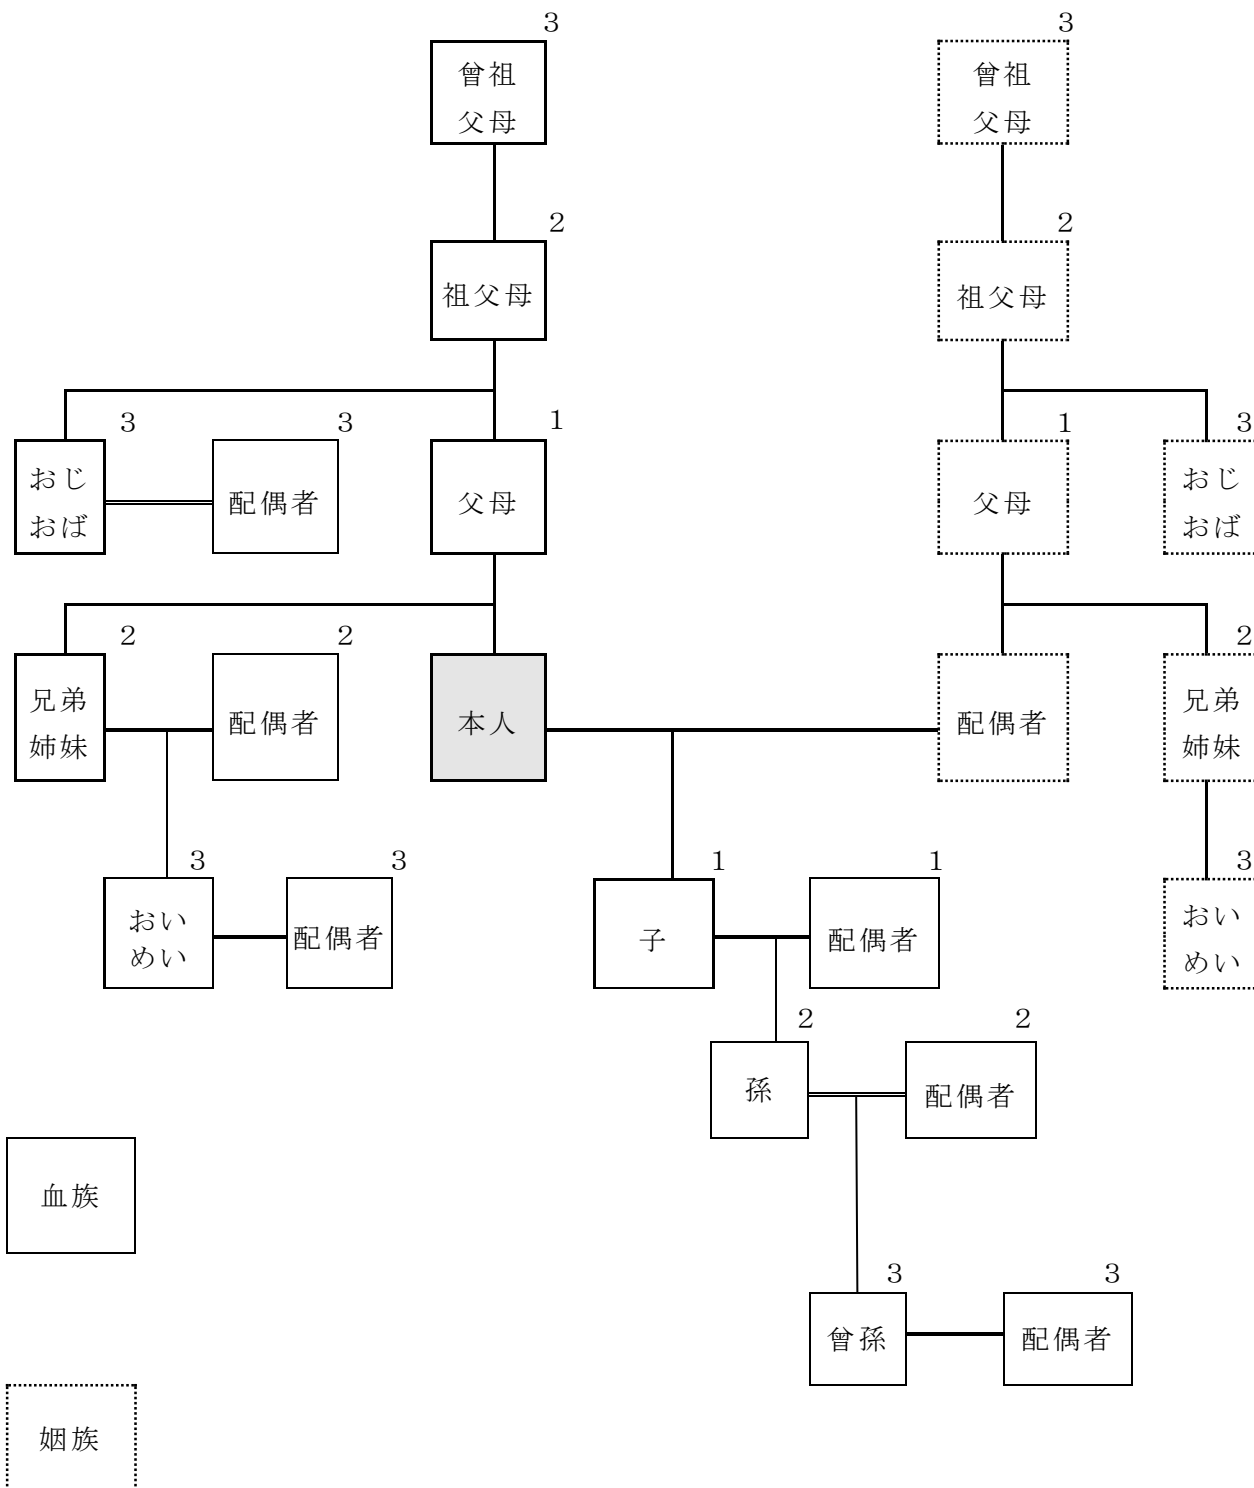 3
曾祖
父母
3
曾祖
父母
2
祖父母
2
祖父母
3
おじ
おば
3
配偶者
1
父母
1
父母
3
おじ
おば
2
兄弟
姉妹
2
配偶者
本人
配偶者
2
兄弟
姉妹
3
おい
めい
3
配偶者
1
子
1
配偶者
3
おい
めい
2
孫
2
配偶者
血族
3
曾孫
3
配偶者
姻族